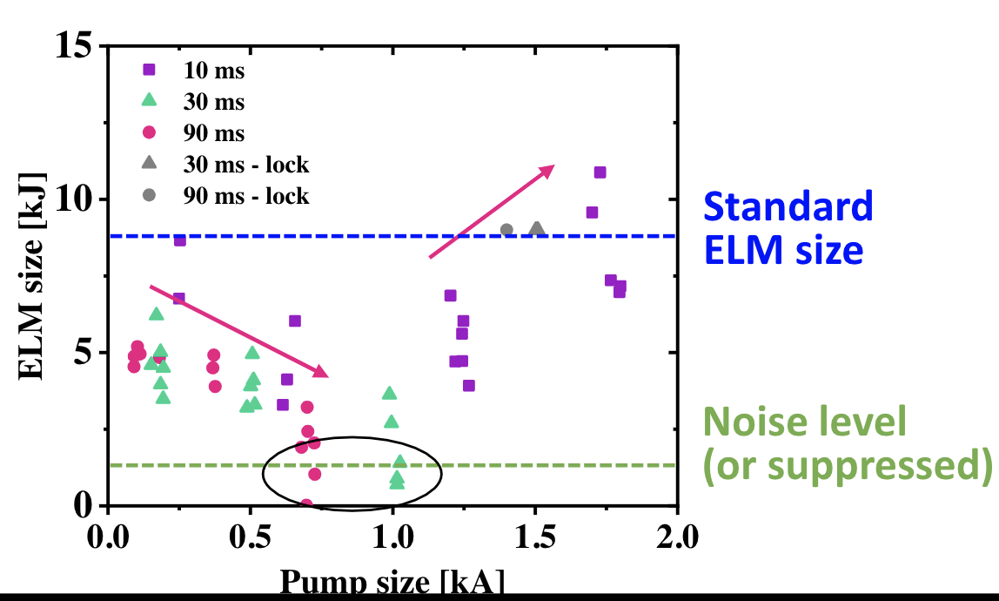 15
10 ms
30 ms
90 ms
30 ms - lock
90 ms - lock
10
5
0
ELM size [kJ]
Standard
ELM size
Noise level
(or suppressed)
0.0 0.5 1.0 1.5 2.0
Pump size [kA]